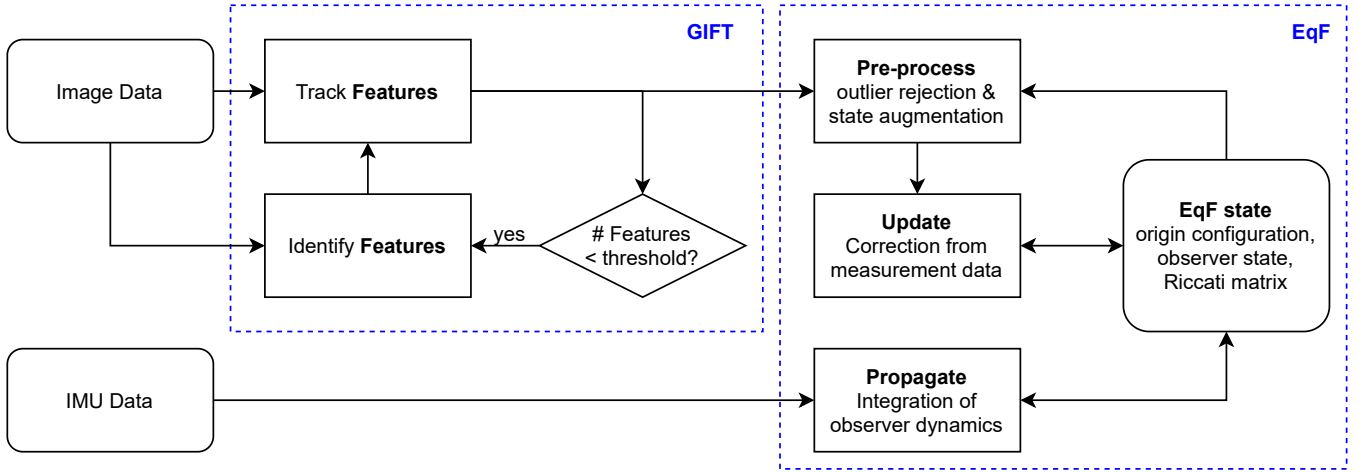 GIFT
EqF
Image Data
Track Features
Pre-process
outlier rejection &
state augmentation
Identify Features
yes
# Features
< threshold?
Update
Correction from
measurement data
EqF state
origin configuration,
observer state,
Riccati matrix
IMU Data
Propagate
Integration of
observer dynamics